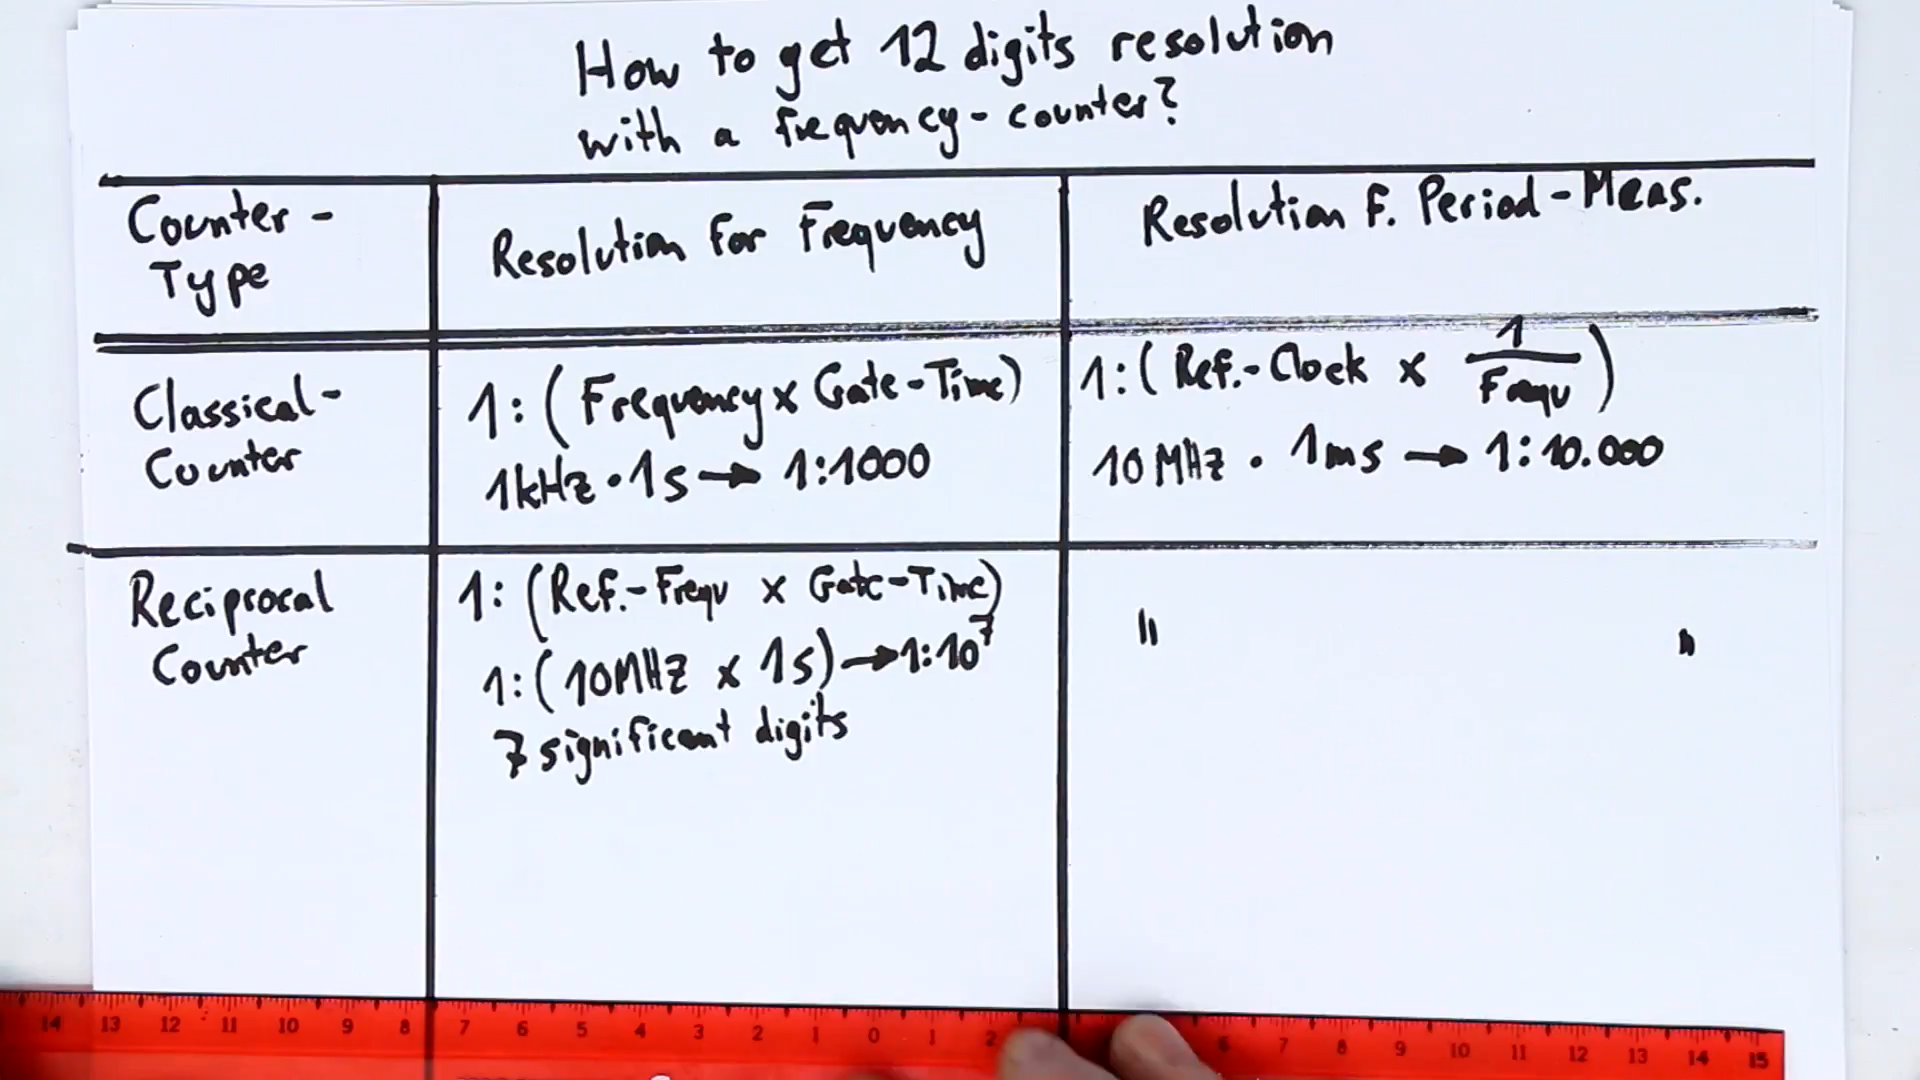 How to get 12 digits resolution
with a frequency-counter?
Counter-
Type
Resolution for Frequency
Resolution f. Period-Meas.
Classical-
Counter
1:(Frequency x Gate-Time)
1kHz · 1s → 1:1000
1:(Ref.-Clock x 1/Frequ)
10MHz · 1ms → 1:10.000
Reciprocal
Counter
1:(Ref.-Frequ x Gate-Time)
1:(10MHz x 1s) → 1:10⁷
7 significant digits
" "
14 13 12 11 10 9 8 7 6 5 4 3 2 1 0 1 2 6 7 8 9 10 11 12 13 14 15